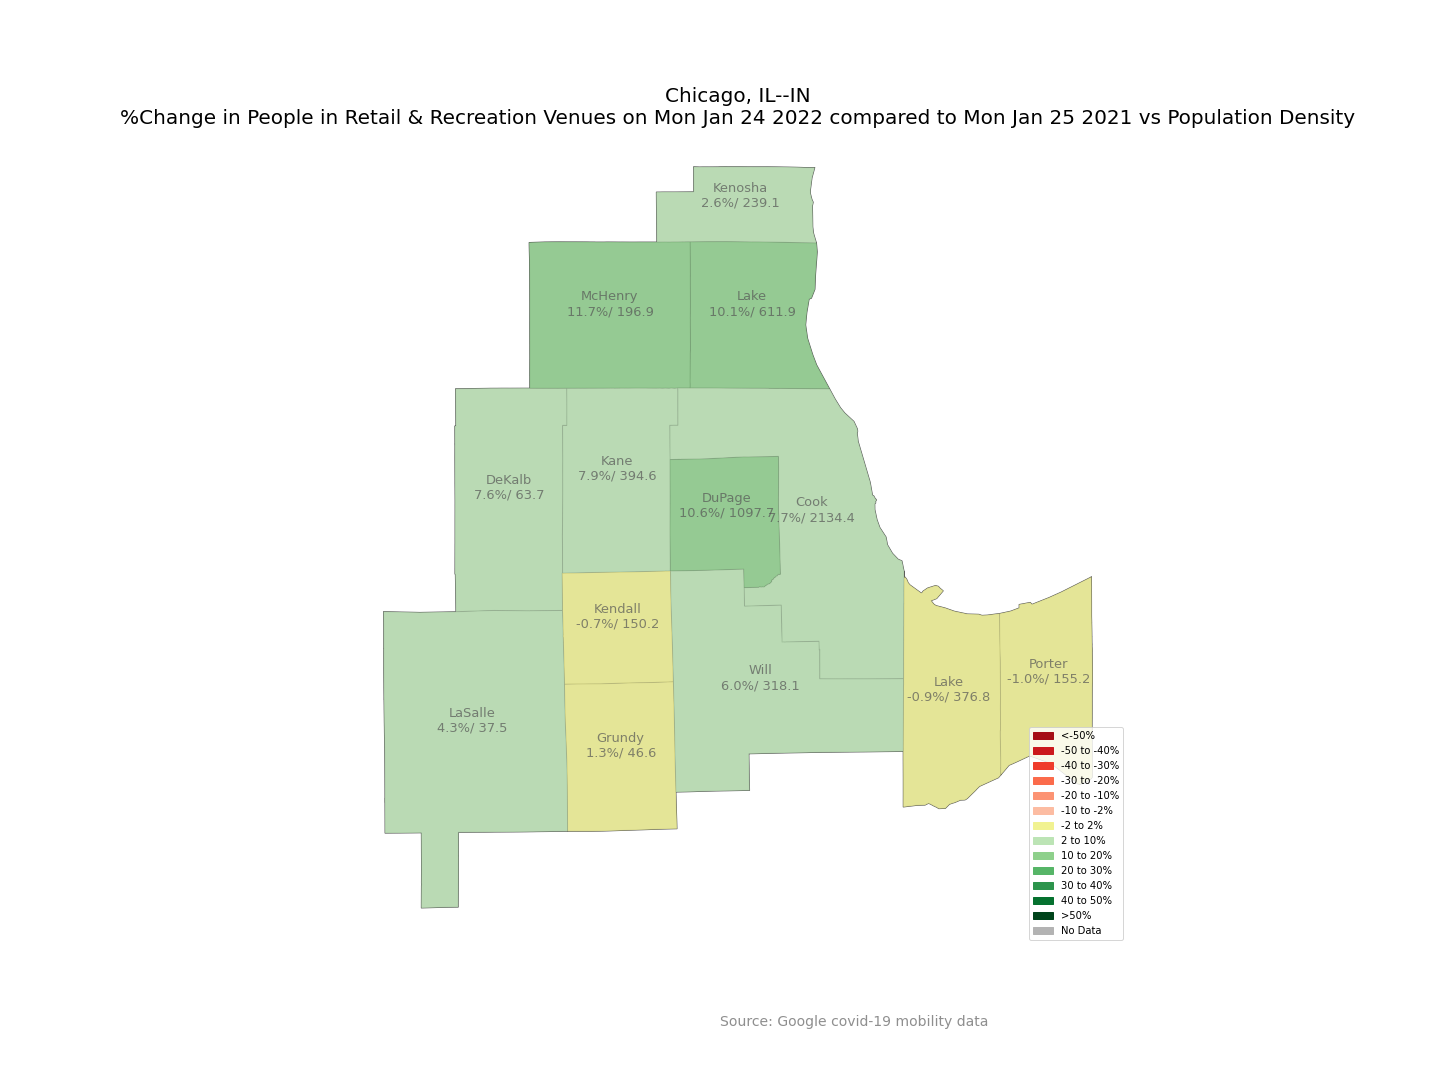 Chicago, IL--IN
%Change in People in Retail & Recreation Venues on Mon Jan 24 2022 compared to Mon Jan 25 2021 vs Population Density
Kenosha
2.6%/ 239.1
McHenry
11.7%/ 196.9
Lake
10.1%/ 611.9
DeKalb
7.6%/ 63.7
Kane
7.9%/ 394.6
DuPage
10.6%/ 1097.7
Cook
7.7%/ 2134.4
Kendall
-0.7%/ 150.2
Will
6.0%/ 318.1
Lake
-0.9%/ 376.8
Porter
-1.0%/ 155.2
LaSalle
4.3%/ 37.5
Grundy
1.3%/ 46.6
<-50%
-50 to -40%
-40 to -30%
-30 to -20%
-20 to -10%
-10 to -2%
-2 to 2%
2 to 10%
10 to 20%
20 to 30%
30 to 40%
40 to 50%
>50%
No Data
Source: Google covid-19 mobility data